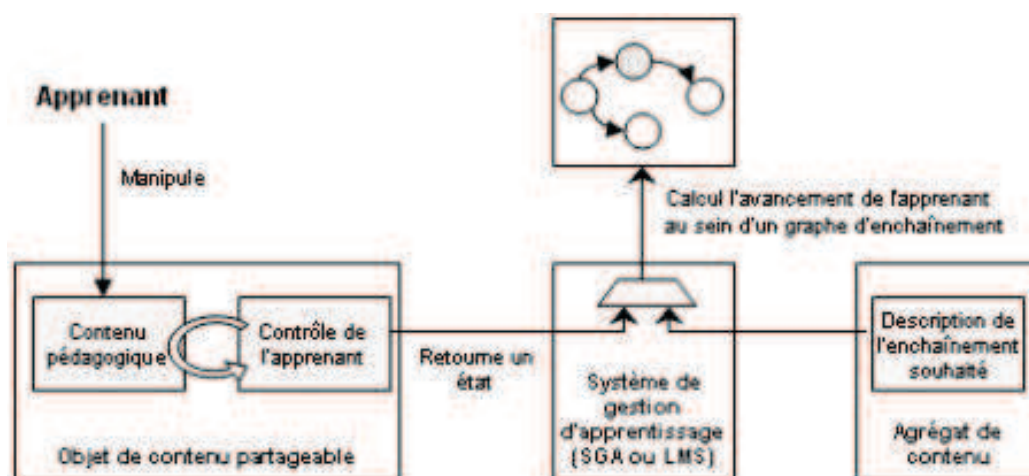 Apprenant
Manipule
Calcul l'avancement de l'apprenant
au sein d'un graphe d'enchaînement
Contenu
pédagogique
Contrôle de
l'apprenant
Retourne un
état
Description de
l'enchaînement
souhaité
Système de
gestion
d'apprentissage
(SGA ou LMS)
Objet de contenu partageable
Agrégat de
contenu